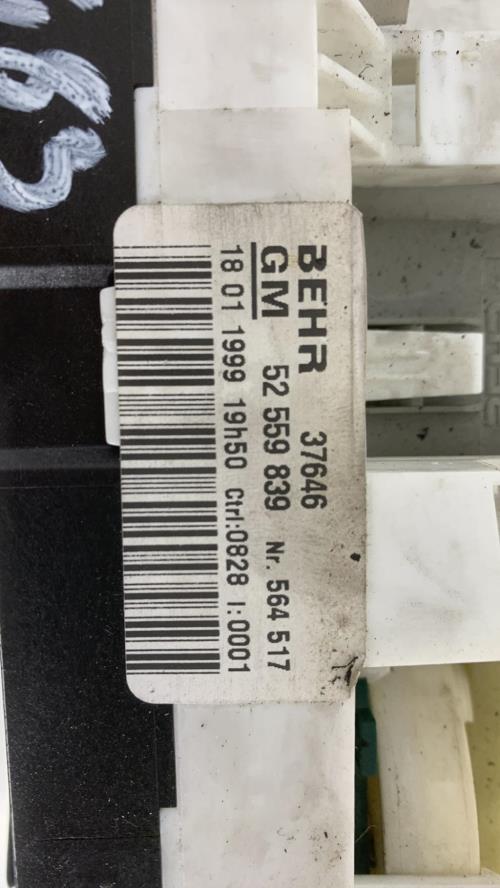 BEHR 37646
GM 52 559 839 Nr. 564 517
18 01 1999 19h50 Ctrl:0828 I:0001